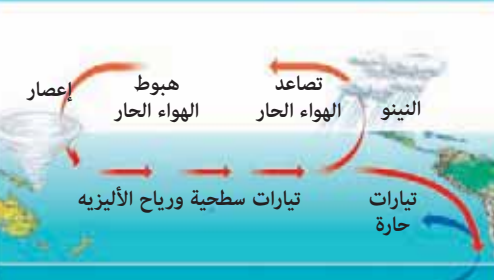 تصاعد
الهواء الحار
هبوط
الهواء الحار
النينو
إعصار
تيارات سطحية ورياح الأليزيه
تيارات
حارة